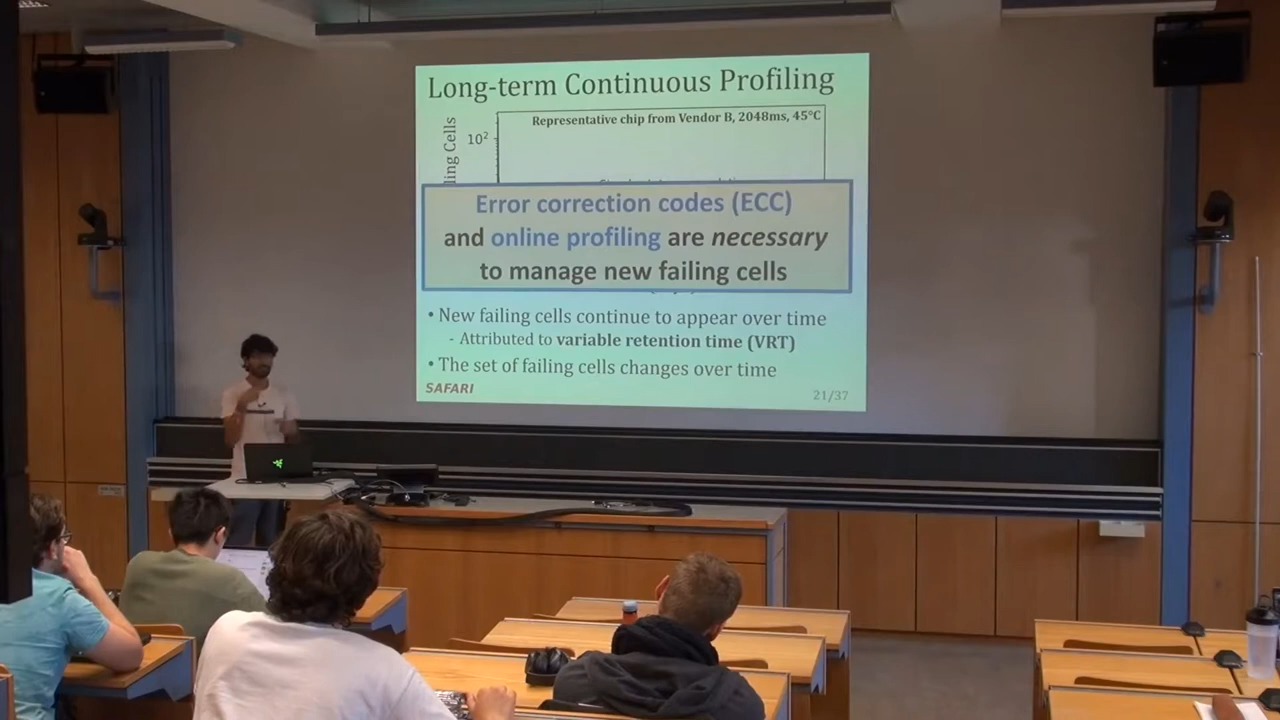 Long-term Continuous Profiling
Representative chip from Vendor B, 2048ms, 45°C
10²
ling Cells
Error correction codes (ECC)
and online profiling are necessary
to manage new failing cells
• New failing cells continue to appear over time
- Attributed to variable retention time (VRT)
• The set of failing cells changes over time
SAFARI
21/37